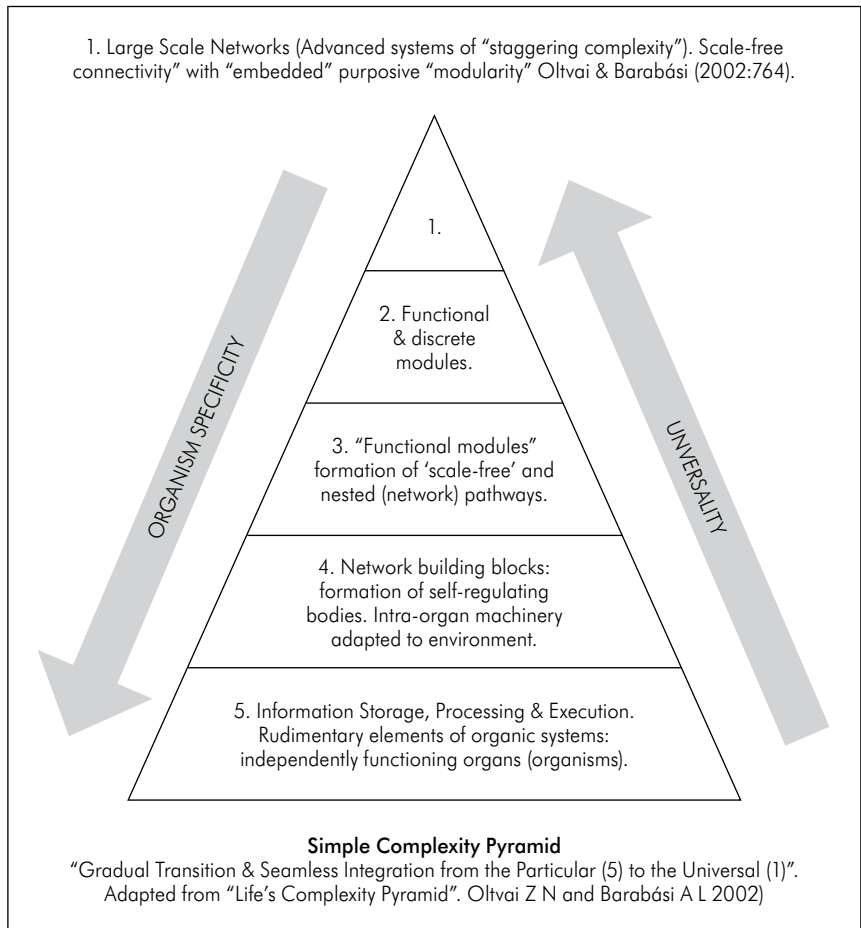 1. Large Scale Networks (Advanced systems of “staggering complexity”). Scale-free
connectivity” with “embedded” purposive “modularity” Oltvai & Barabási (2002:764).
1.
2. Functional
& discrete
modules.
ORGANISM SPECIFICITY
UNVERSALITY
3. “Functional modules”
formation of ‘scale-free’ and
nested (network) pathways.
4. Network building blocks:
formation of self-regulating
bodies. Intra-organ machinery
adapted to environment.
5. Information Storage, Processing & Execution.
Rudimentary elements of organic systems:
independently functioning organs (organisms).
Simple Complexity Pyramid
“Gradual Transition & Seamless Integration from the Particular (5) to the Universal (1)”.
Adapted from “Life’s Complexity Pyramid”. Oltvai Z N and Barabási A L 2002)